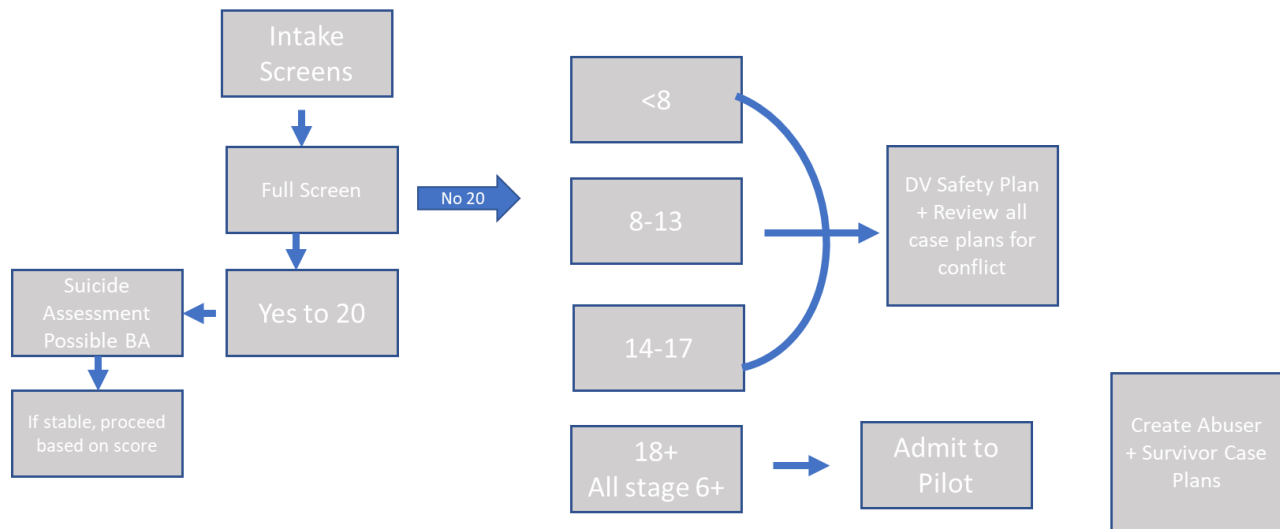 Intake
Screens
Full Screen
No 20
Yes to 20
Suicide
Assessment
Possible BA
If stable, proceed
based on score
<8
8-13
14-17
18+
All stage 6+
DV Safety Plan
+ Review all
case plans for
conflict
Admit to
Pilot
Create Abuser
+ Survivor Case
Plans